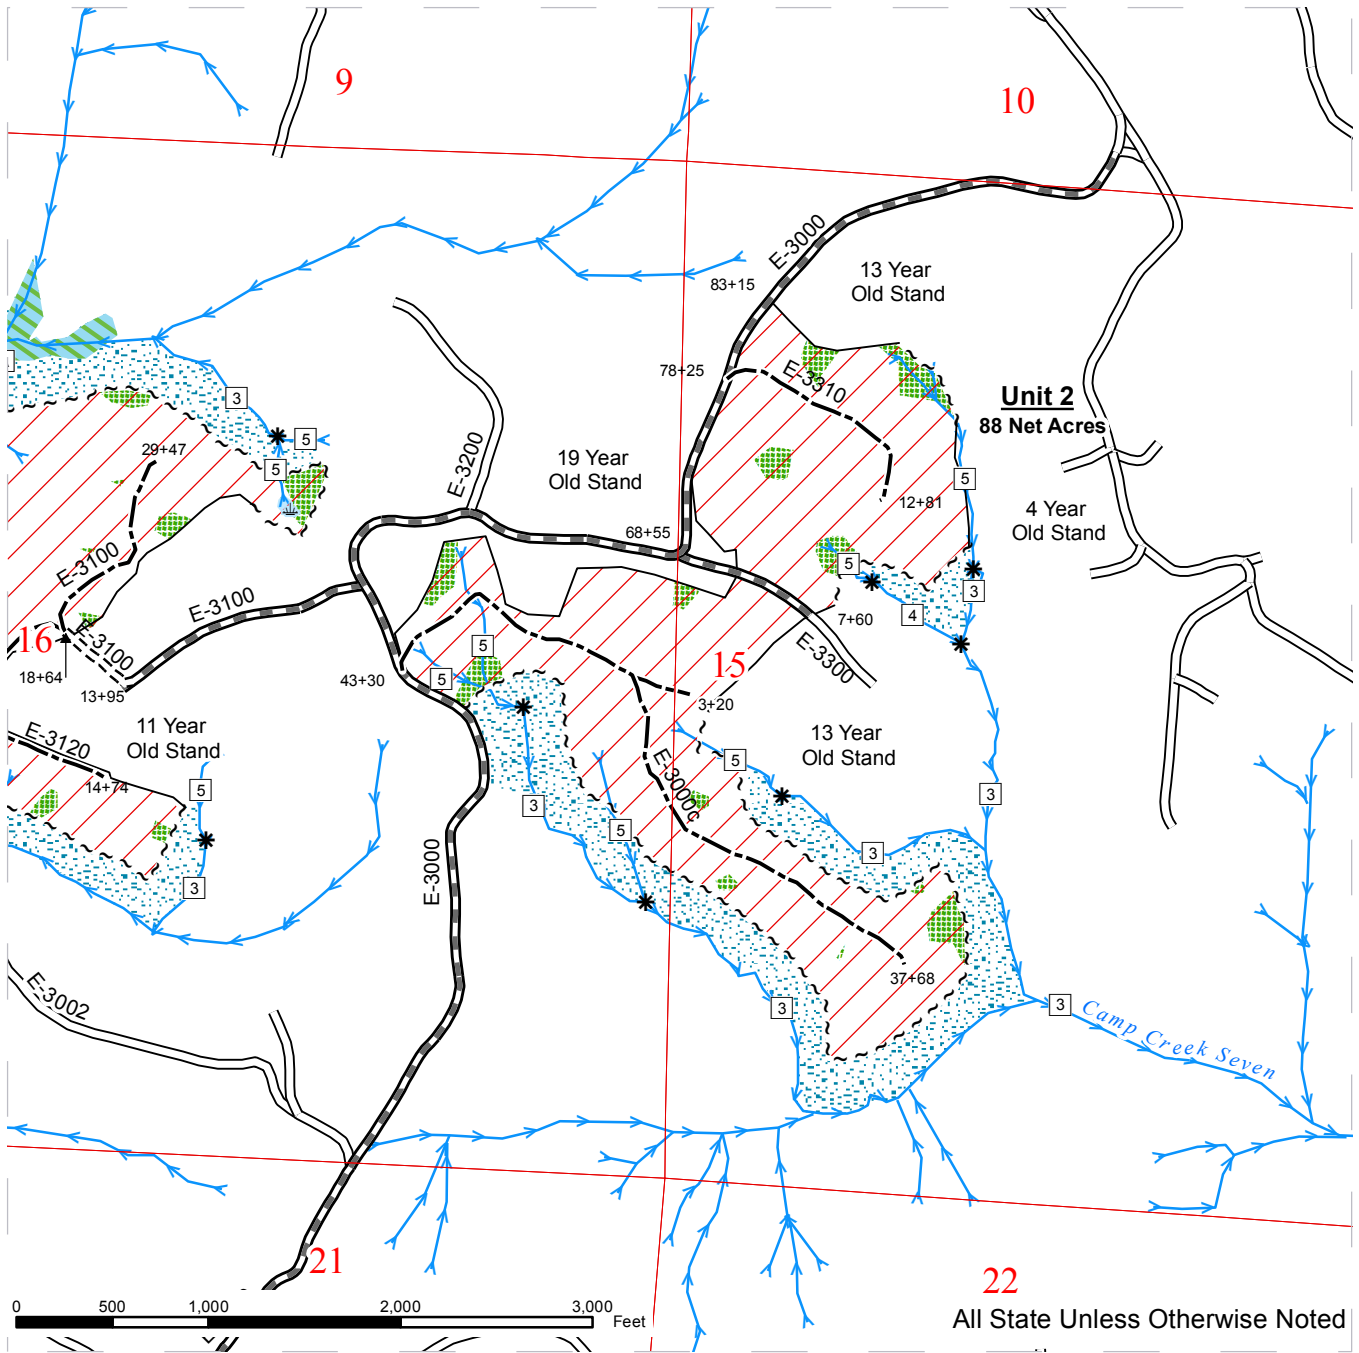 9
10
E-3000
13 Year
Old Stand
83+15
78+25
E-3310
Unit 2
88 Net Acres
3
5
5
29+47
E-3200
19 Year
Old Stand
5
12+81
4 Year
Old Stand
68+55
E-3100
E-3100
5
3
4
7+60
16
E-3100
18+64
13+95
5
5
43+30
15
E-3300
3+20
11 Year
Old Stand
13 Year
Old Stand
E-3120
14+74
5
5
E-3000c
3
3
5
3
E-3000
3
37+68
E-3002
3
3
Camp Creek Seven
21
22
0 500 1,000 2,000 3,000
Feet
All State Unless Otherwise Noted